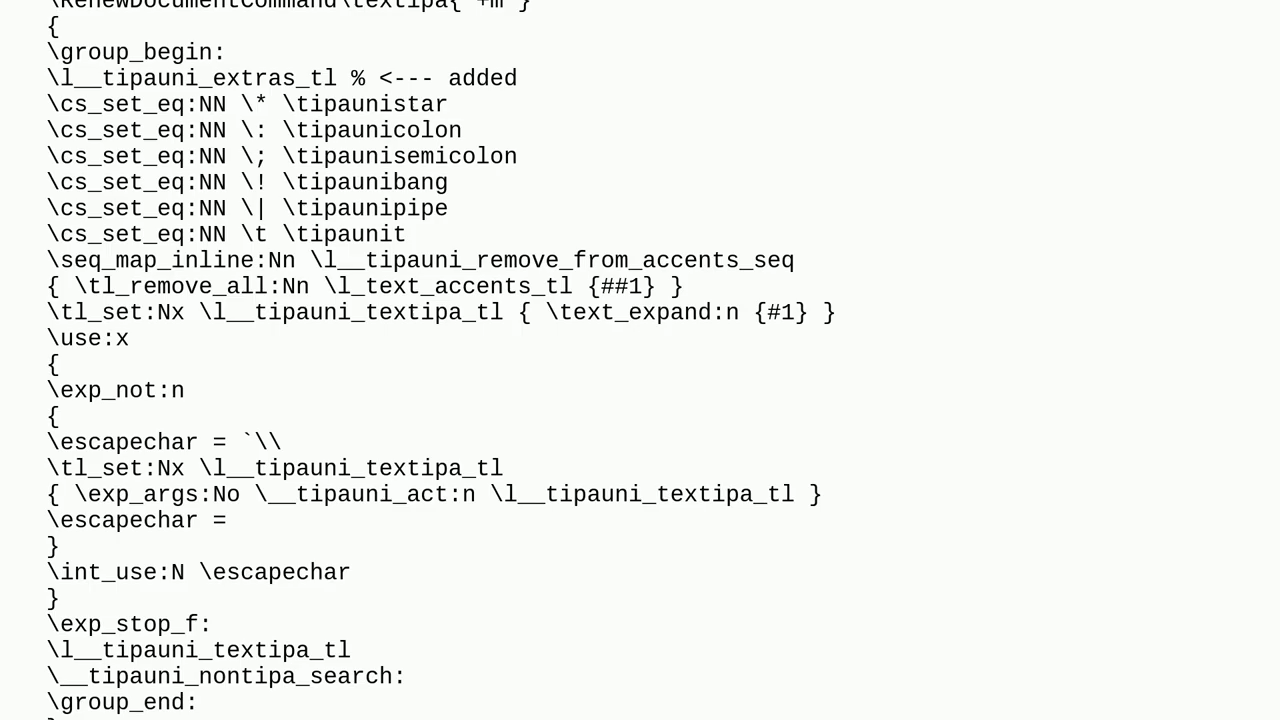 \RenewDocumentCommand\textipa{ +m }
{
\group_begin:
\l__tipauni_extras_tl % <--- added
\cs_set_eq:NN \* \tipaunistar
\cs_set_eq:NN \: \tipaunicolon
\cs_set_eq:NN \; \tipaunisemicolon
\cs_set_eq:NN \! \tipaunibang
\cs_set_eq:NN \| \tipaunipipe
\cs_set_eq:NN \t \tipaunit
\seq_map_inline:Nn \l__tipauni_remove_from_accents_seq
{ \tl_remove_all:Nn \l_text_accents_tl {##1} }
\tl_set:Nx \l__tipauni_textipa_tl { \text_expand:n {#1} }
\use:x
{
\exp_not:n
{
\escapechar = `\\
\tl_set:Nx \l__tipauni_textipa_tl
{ \exp_args:No \__tipauni_act:n \l__tipauni_textipa_tl }
\escapechar =
}
\int_use:N \escapechar
}
\exp_stop_f:
\l__tipauni_textipa_tl
\__tipauni_nontipa_search:
\group_end:
}